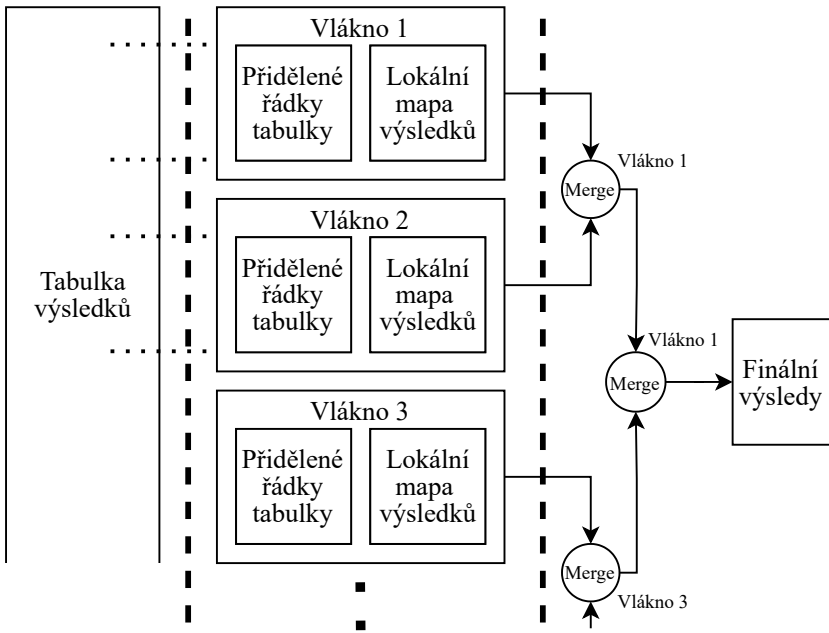 Tabulka
výsledků
Vlákno 1
Přidělené
řádky
tabulky
Lokální
mapa
výsledků
Vlákno 2
Přidělené
řádky
tabulky
Lokální
mapa
výsledků
Vlákno 3
Přidělené
řádky
tabulky
Lokální
mapa
výsledků
Merge
Vlákno 1
Merge
Vlákno 1
Merge
Vlákno 3
Finální
výsledy